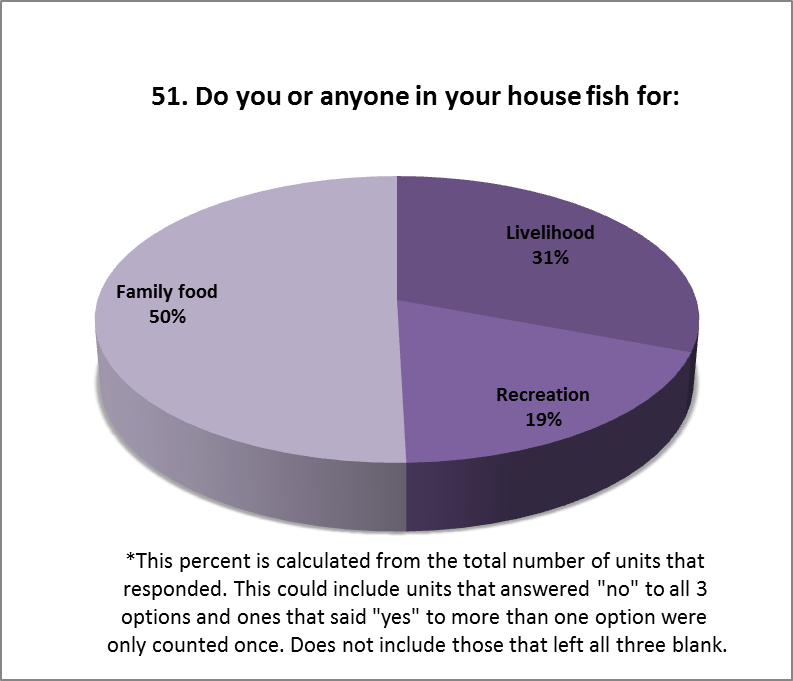 51. Do you or anyone in your house fish for:
Livelihood
31%
Family food
50%
Recreation
19%
*This percent is calculated from the total number of units that
responded. This could include units that answered "no" to all 3
options and ones that said "yes" to more than one option were
only counted once. Does not include those that left all three blank.